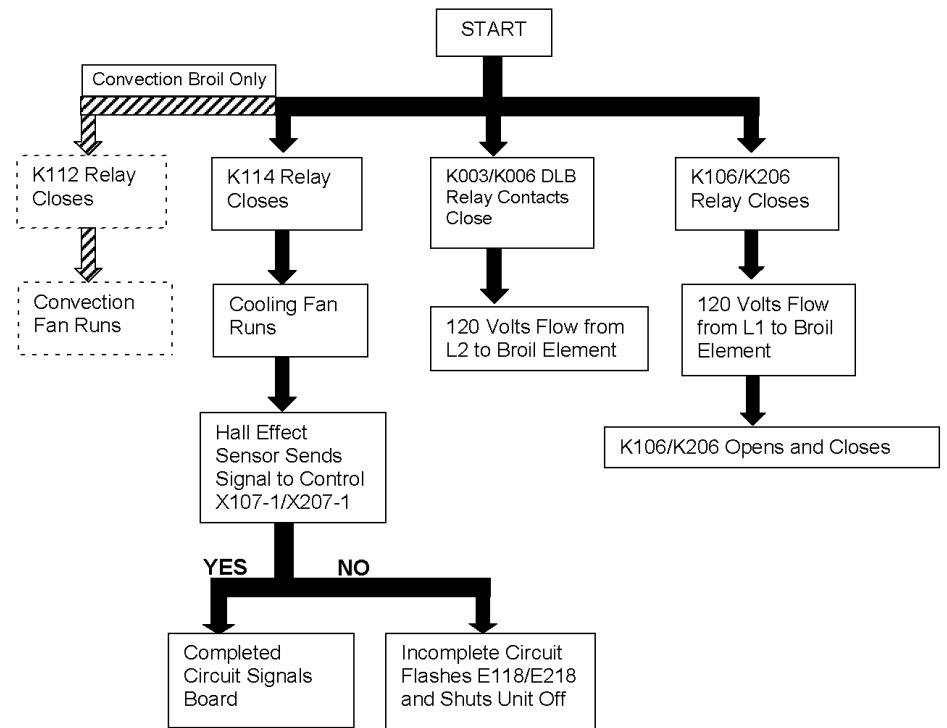 START
Convection Broil Only
K112 Relay
Closes
K114 Relay
Closes
K003/K006 DLB
Relay Contacts
Close
K106/K206
Relay Closes
Convection
Fan Runs
Cooling Fan
Runs
120 Volts Flow from
L2 to Broil Element
120 Volts Flow
from L1 to Broil
Element
Hall Effect
Sensor Sends
Signal to Control
X107-1/X207-1
K106/K206 Opens and Closes
YES
NO
Completed
Circuit Signals
Board
Incomplete Circuit
Flashes E118/E218
and Shuts Unit Off